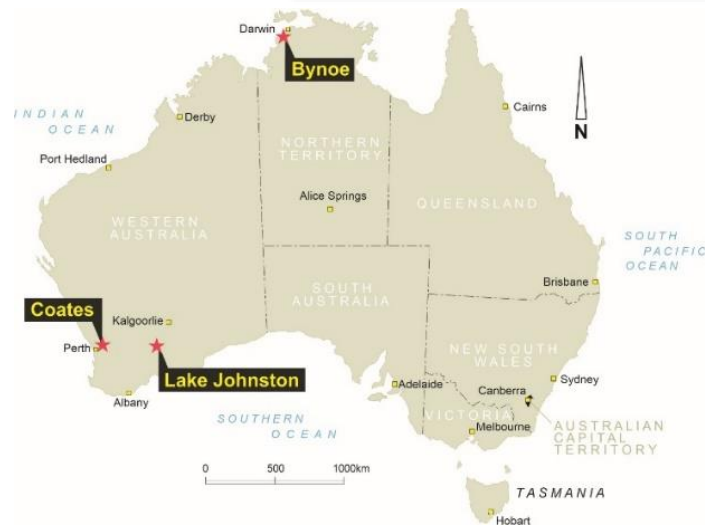 Darwin
Bynoe
INDIAN
OCEAN
Derby
Cairns
N
NORTHERN
TERRITORY
Port Hedland
Alice Springs
QUEENSLAND
WESTERN
AUSTRALIA
SOUTH
PACIFIC
OCEAN
SOUTH
AUSTRALIA
Brisbane
Coates
Kalgoorlie
Perth
NEW SOUTH
WALES
Lake Johnston
Adelaide
Canberra
Sydney
Albany
SOUTHERN
OCEAN
VICTORIA
Melbourne
AUSTRALIAN
CAPITAL
TERRITORY
0 500 1000km
TASMANIA
Hobart